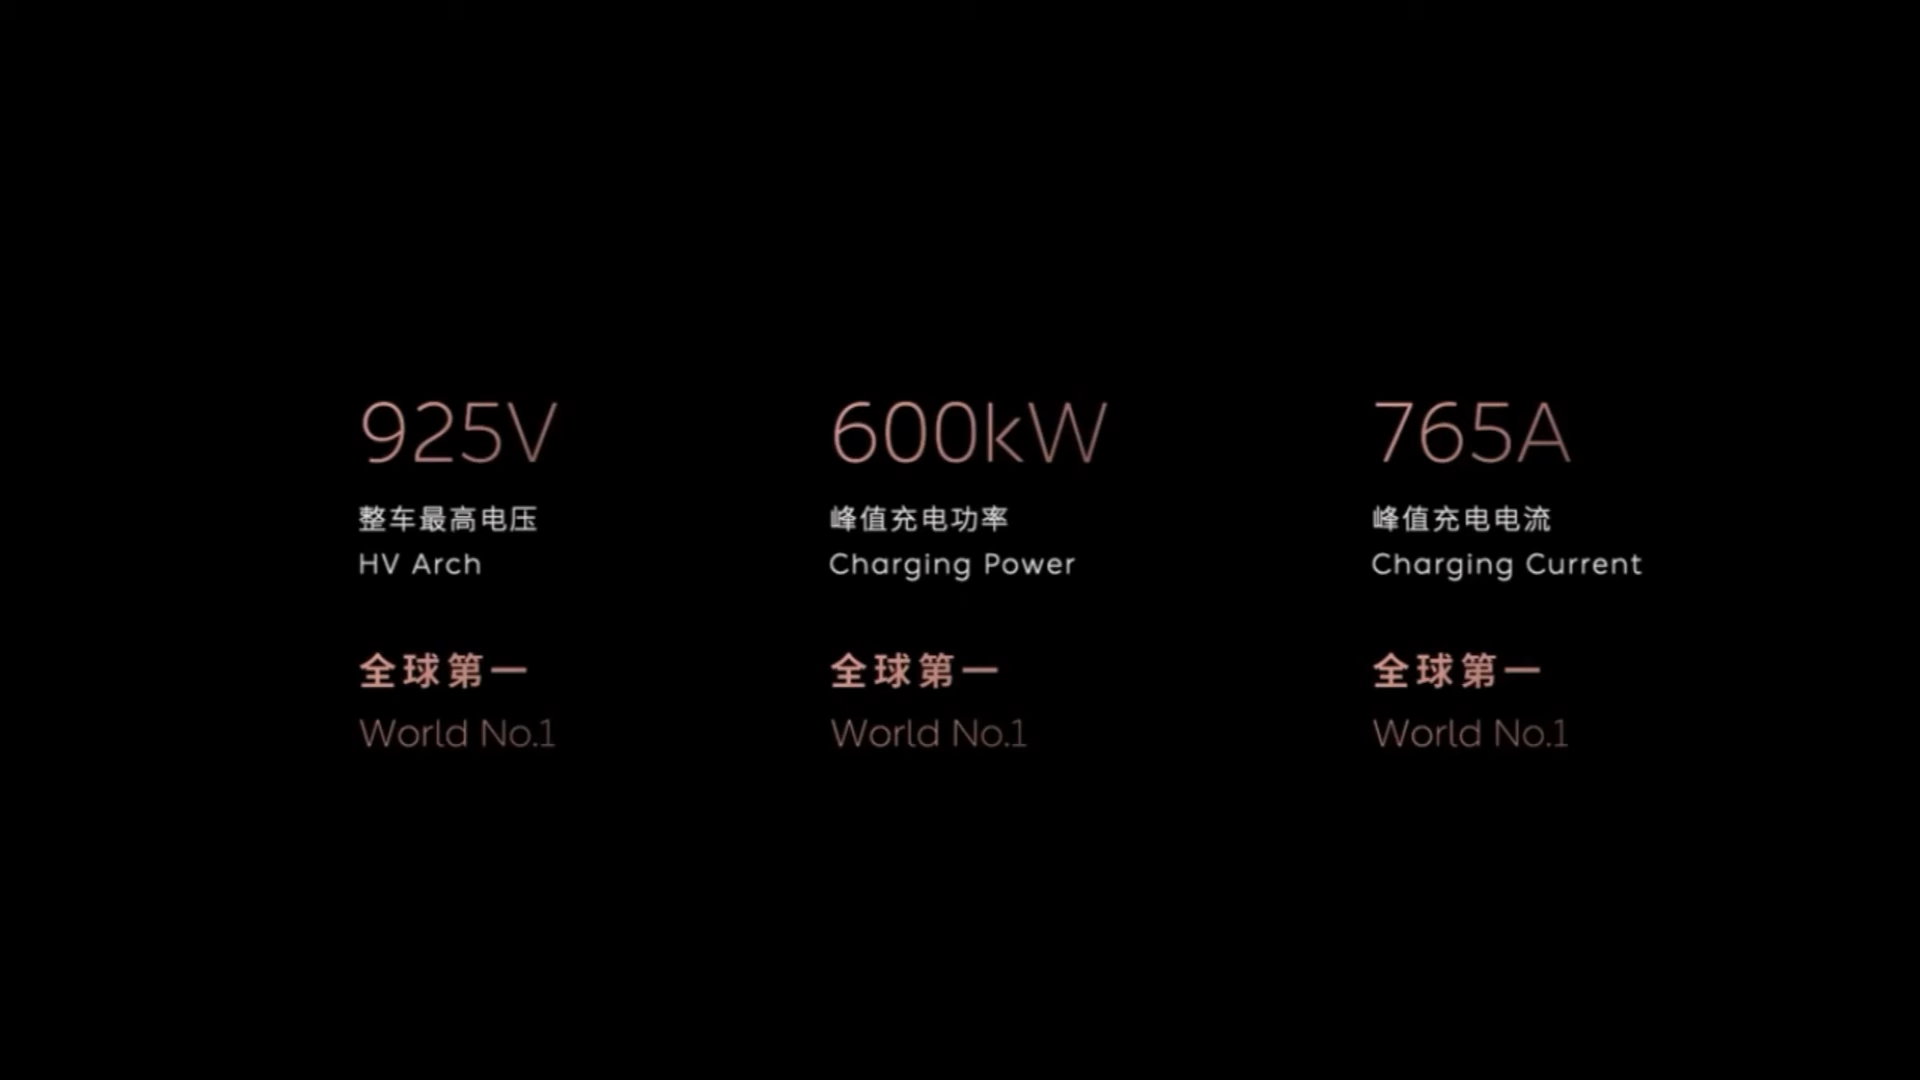 925V
整车最高电压
HV Arch
全球第一
World No.1
600kW
峰值充电功率
Charging Power
全球第一
World No.1
765A
峰值充电电流
Charging Current
全球第一
World No.1